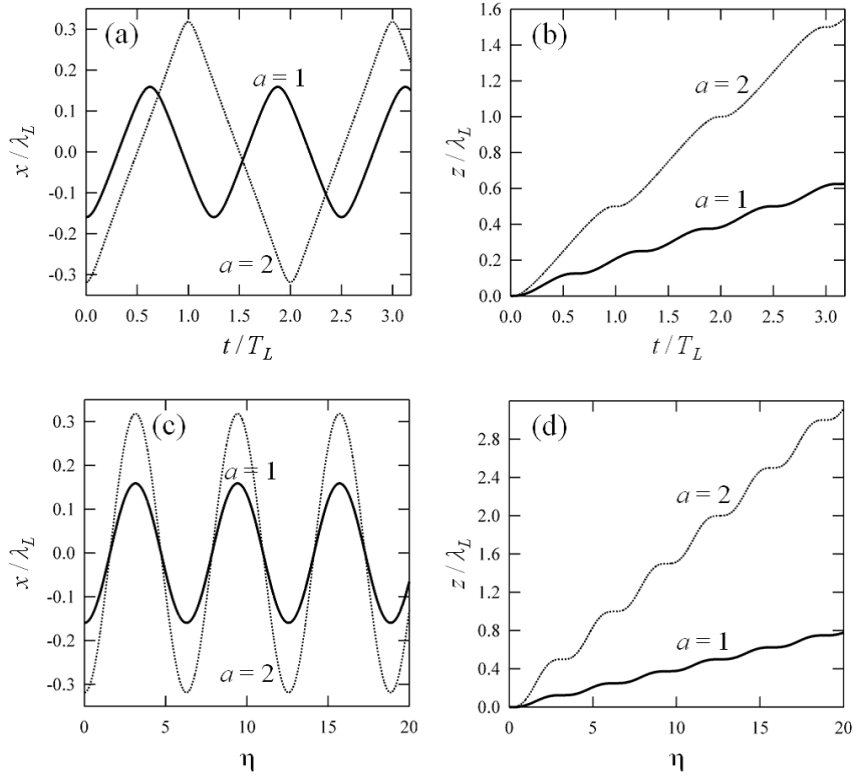 (a)
a = 1
a = 2
0.3
0.2
0.1
0.0
-0.1
-0.2
-0.3
x / λL
0.0 0.5 1.0 1.5 2.0 2.5 3.0
t / TL
(b)
a = 2
a = 1
1.6
1.4
1.2
1.0
0.8
0.6
0.4
0.2
0.0
z / λL
0.0 0.5 1.0 1.5 2.0 2.5 3.0
t / TL
(c)
a = 1
a = 2
0.3
0.2
0.1
0.0
-0.1
-0.2
-0.3
x / λL
0 5 10 15 20
η
(d)
a = 2
a = 1
2.8
2.4
2.0
1.6
1.2
0.8
0.4
0.0
z / λL
0 5 10 15 20
η